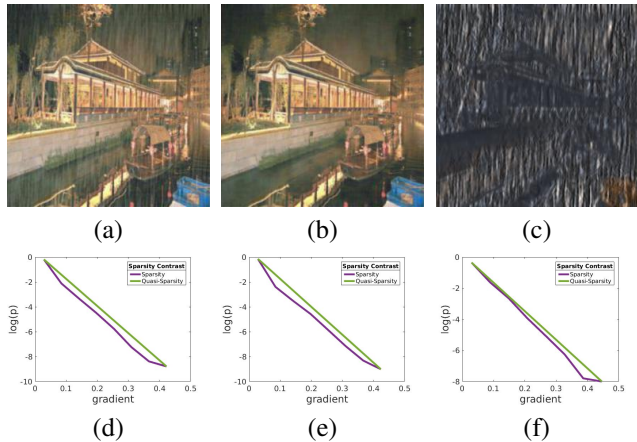 (a)
(b)
(c)
0
-2
-4
-6
-8
-10
log(p)
0
0.1
0.2
0.3
0.4
0.5
gradient
Sparsity Contrast
Sparsity
Quasi-Sparsity
0
-2
-4
-6
-8
-10
log(p)
0
0.1
0.2
0.3
0.4
0.5
gradient
Sparsity Contrast
Sparsity
Quasi-Sparsity
0
-2
-4
-6
-8
log(p)
0
0.1
0.2
0.3
0.4
0.5
gradient
Sparsity Contrast
Sparsity
Quasi-Sparsity
(d)
(e)
(f)